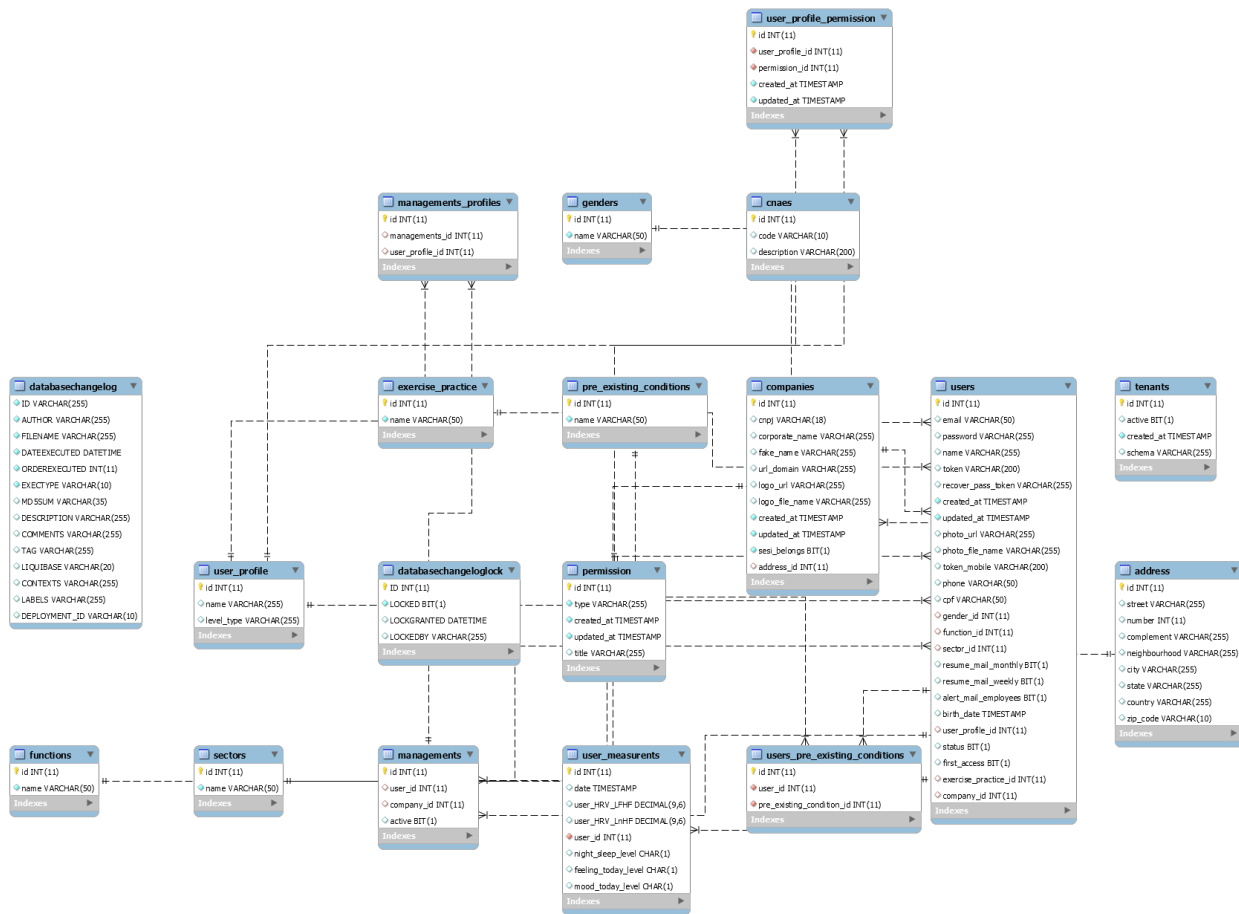 user_profile_permission
id INT(11)
user_profile_id INT(11)
permission_id INT(11)
created_at TIMESTAMP
updated_at TIMESTAMP
Indexes
managements_profiles
id INT(11)
managements_id INT(11)
user_profile_id INT(11)
Indexes
genders
id INT(11)
name VARCHAR(50)
Indexes
cnaes
id INT(11)
code VARCHAR(10)
description VARCHAR(200)
Indexes
databasechangelog
ID VARCHAR(255)
AUTHOR VARCHAR(255)
FILENAME VARCHAR(255)
DATEEXECUTED DATETIME
ORDEREXECUTED INT(11)
EXECTYPE VARCHAR(10)
MD5SUM VARCHAR(35)
DESCRIPTION VARCHAR(255)
COMMENTS VARCHAR(255)
TAG VARCHAR(255)
LIQUIBASE VARCHAR(20)
CONTEXTS VARCHAR(255)
LABELS VARCHAR(255)
DEPLOYMENT_ID VARCHAR(10)
exercise_practice
id INT(11)
name VARCHAR(50)
Indexes
pre_existing_conditions
id INT(11)
name VARCHAR(50)
Indexes
companies
id INT(11)
cnpj VARCHAR(18)
corporate_name VARCHAR(255)
fake_name VARCHAR(255)
url_domain VARCHAR(255)
logo_url VARCHAR(255)
logo_file_name VARCHAR(255)
created_at TIMESTAMP
updated_at TIMESTAMP
sesi_belongs BIT(1)
address_id INT(11)
Indexes
users
id INT(11)
email VARCHAR(50)
password VARCHAR(255)
name VARCHAR(255)
token VARCHAR(200)
recover_pass_token VARCHAR(255)
created_at TIMESTAMP
updated_at TIMESTAMP
photo_url VARCHAR(255)
photo_file_name VARCHAR(255)
token_mobile VARCHAR(200)
phone VARCHAR(50)
cpf VARCHAR(50)
gender_id INT(11)
function_id INT(11)
sector_id INT(11)
resume_mail_monthly BIT(1)
resume_mail_weekly BIT(1)
alert_mail_employees BIT(1)
birth_date TIMESTAMP
user_profile_id INT(11)
status BIT(1)
first_access BIT(1)
exercise_practice_id INT(11)
company_id INT(11)
Indexes
tenants
id INT(11)
active BIT(1)
created_at TIMESTAMP
schema VARCHAR(255)
Indexes
user_profile
id INT(11)
name VARCHAR(255)
level_type VARCHAR(255)
Indexes
databasechangeloglock
ID INT(11)
LOCKED BIT(1)
LOCKGRANTED DATETIME
LOCKEDBY VARCHAR(255)
Indexes
permission
id INT(11)
type VARCHAR(255)
created_at TIMESTAMP
updated_at TIMESTAMP
title VARCHAR(255)
Indexes
address
id INT(11)
street VARCHAR(255)
number INT(11)
complement VARCHAR(255)
neighbourhood VARCHAR(255)
city VARCHAR(255)
state VARCHAR(255)
country VARCHAR(255)
zip_code VARCHAR(10)
Indexes
functions
id INT(11)
name VARCHAR(50)
Indexes
sectors
id INT(11)
name VARCHAR(50)
Indexes
managements
id INT(11)
user_id INT(11)
company_id INT(11)
active BIT(1)
Indexes
user_measurents
id INT(11)
date TIMESTAMP
user_HRV_LFHF DECIMAL(9,6)
user_HRV_LnHF DECIMAL(9,6)
user_id INT(11)
night_sleep_level CHAR(1)
feeling_today_level CHAR(1)
mood_today_level CHAR(1)
Indexes
users_pre_existing_conditions
id INT(11)
user_id INT(11)
pre_existing_condition_id INT(11)
Indexes